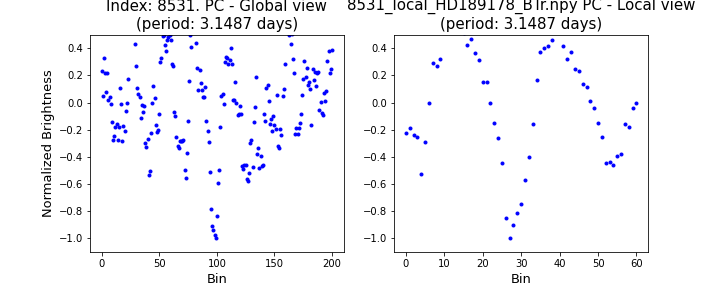 Index: 8531. PC - Global view
(period: 3.1487 days)
8531_local_HD189178_BTr.npy PC - Local view
(period: 3.1487 days)
Normalized Brightness
0.4
0.2
0.0
−0.2
−0.4
−0.6
−0.8
−1.0
0 50 100 150 200
Bin
0.4
0.2
0.0
−0.2
−0.4
−0.6
−0.8
−1.0
0 10 20 30 40 50 60
Bin